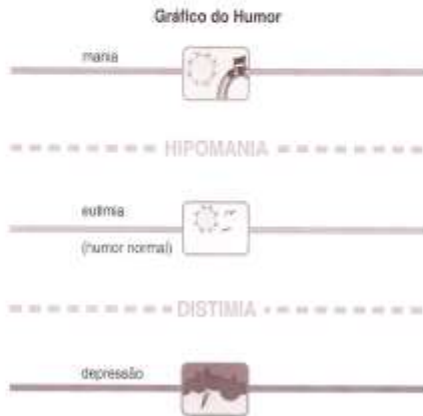 Gráfico do Humor
mania
HIPOMANIA
eutimia
(humor normal)
DISTIMIA
depressão